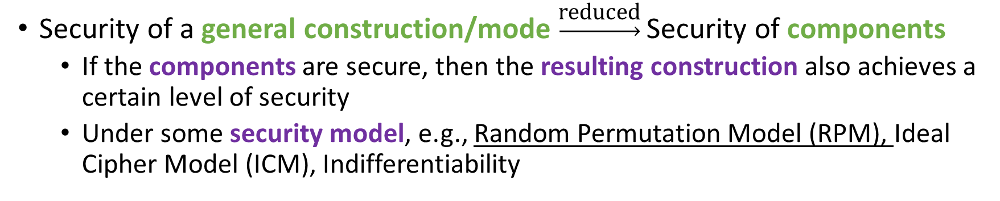 • Security of a general construction/mode reduced⟶ Security of components
• If the components are secure, then the resulting construction also achieves a
certain level of security
• Under some security model, e.g., Random Permutation Model (RPM), Ideal
Cipher Model (ICM), Indifferentiability